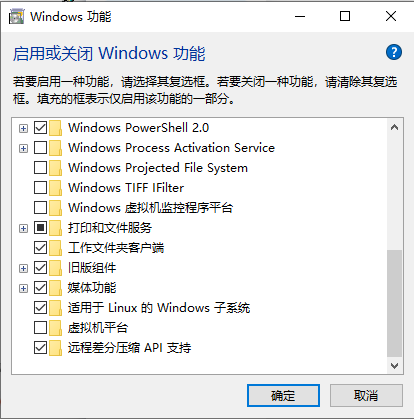 Windows 功能
启用或关闭 Windows 功能
若要启用一种功能，请选择其复选框。若要关闭一种功能，请清除其复选
框。填充的框表示仅启用该功能的一部分。
Windows PowerShell 2.0
Windows Process Activation Service
Windows Projected File System
Windows TIFF IFilter
Windows 虚拟机监控程序平台
打印和文件服务
工作文件夹客户端
旧版组件
媒体功能
适用于 Linux 的 Windows 子系统
虚拟机平台
远程差分压缩 API 支持
确定
取消